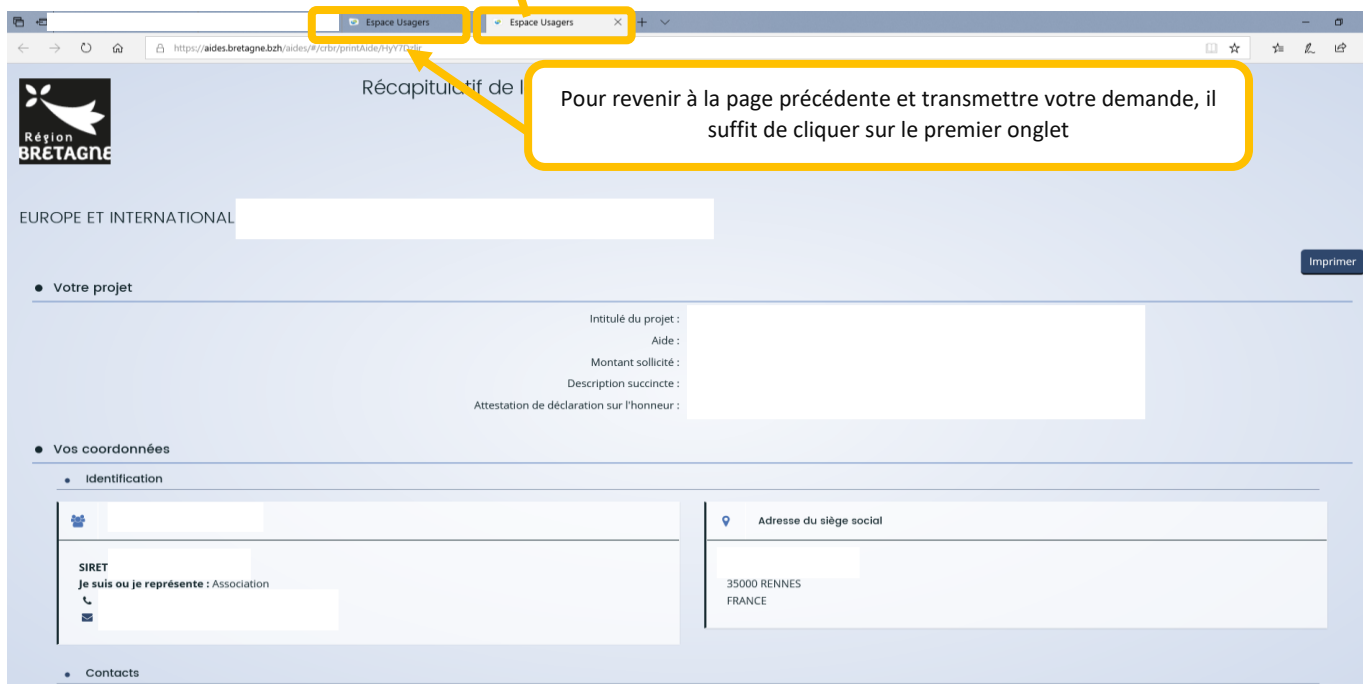 Espace Usagers
Espace Usagers
https://aides.bretagne.bzh/aides/#/crbr/printAide/
Récapitulatif de
Pour revenir à la page précédente et transmettre votre demande, il
suffit de cliquer sur le premier onglet
Région
BRETAGNE
EUROPE ET INTERNATIONAL
Imprimer
Votre projet
Intitulé du projet :
Aide :
Montant sollicité :
Description succincte :
Attestation de déclaration sur l'honneur :
Vos coordonnées
Identification
Adresse du siège social
SIRET
Je suis ou je représente : Association
35000 RENNES
FRANCE
Contacts